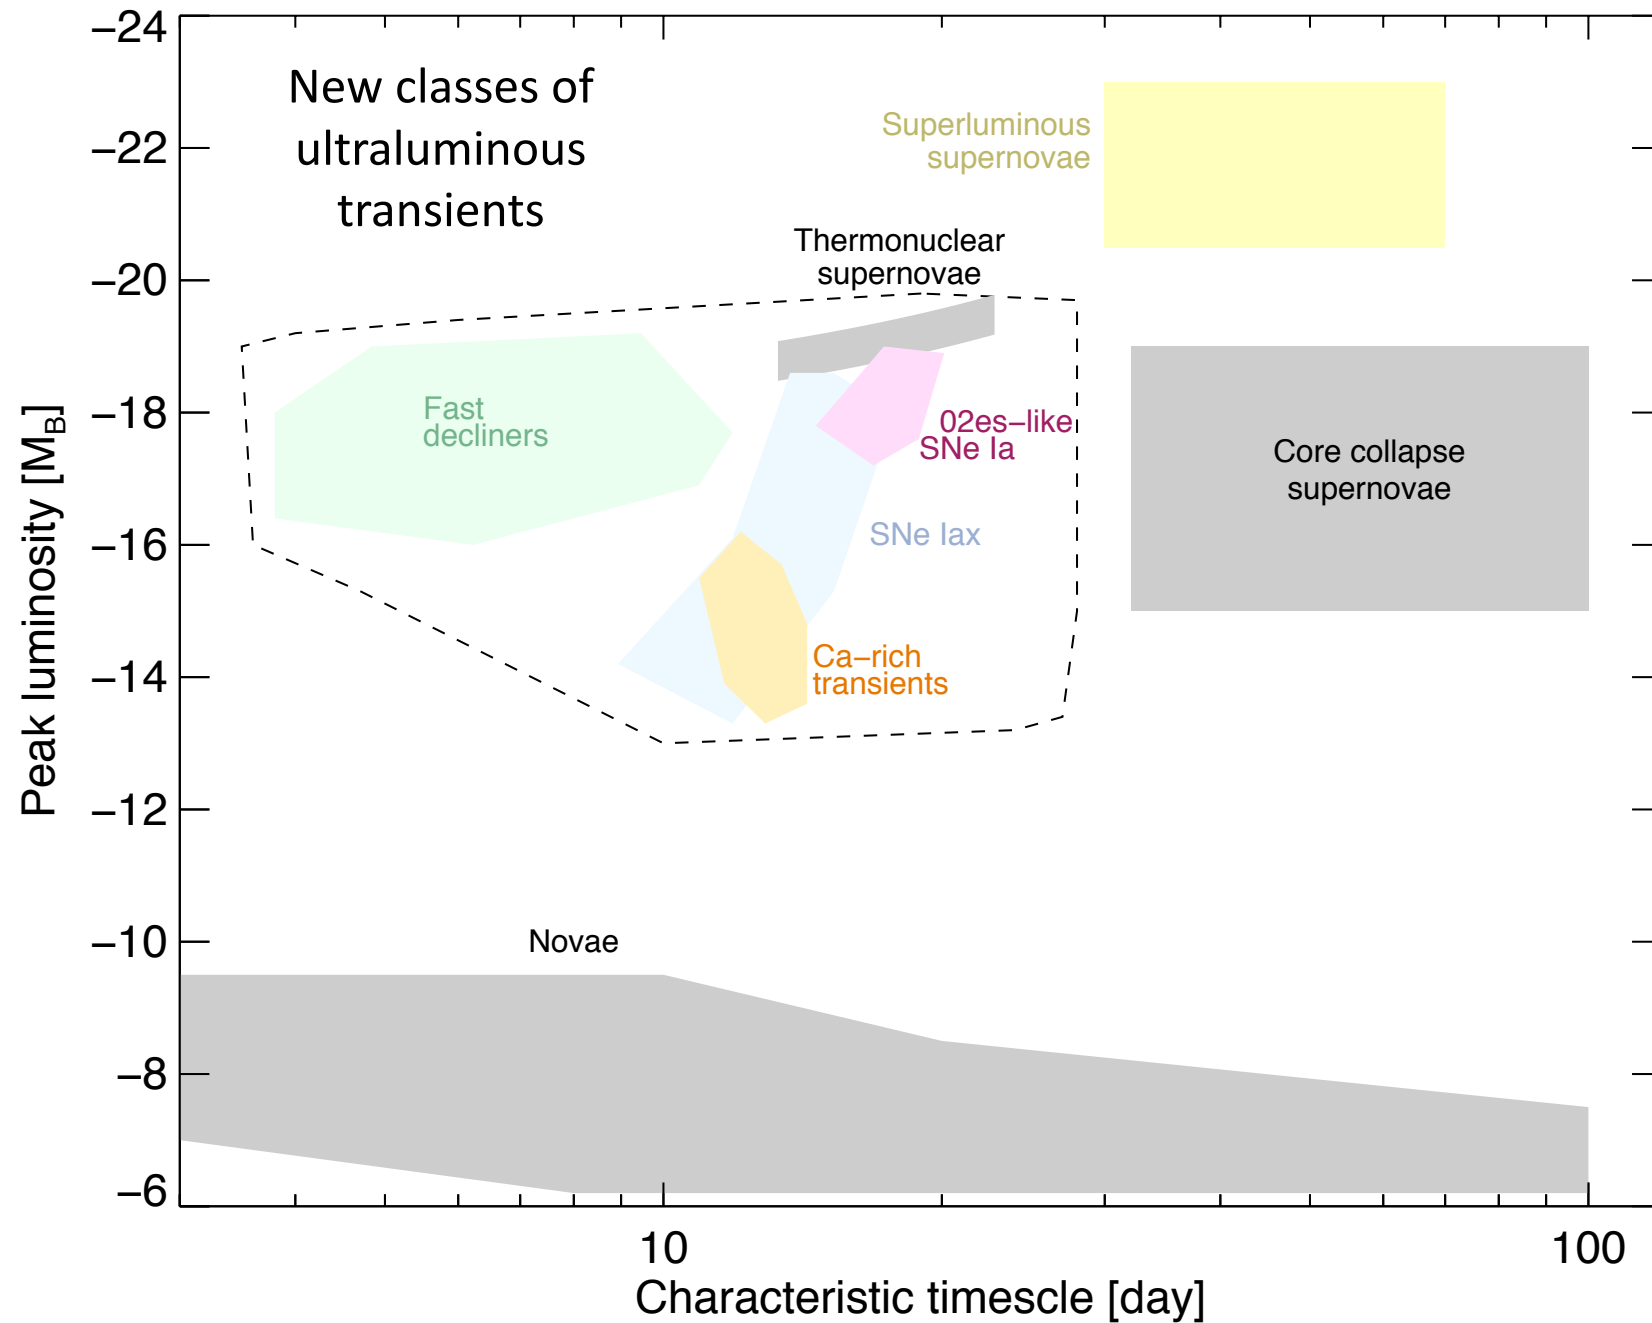 New classes of
ultraluminous
transients
−24
−22
−20
−18
−16
−14
−12
−10
−8
−6
Peak luminosity [M_B]
Superluminous
supernovae
Thermonuclear
supernovae
Fast
decliners
02es−like
SNe Ia
Core collapse
supernovae
SNe Iax
Ca−rich
transients
Novae
10
100
Characteristic timescle [day]